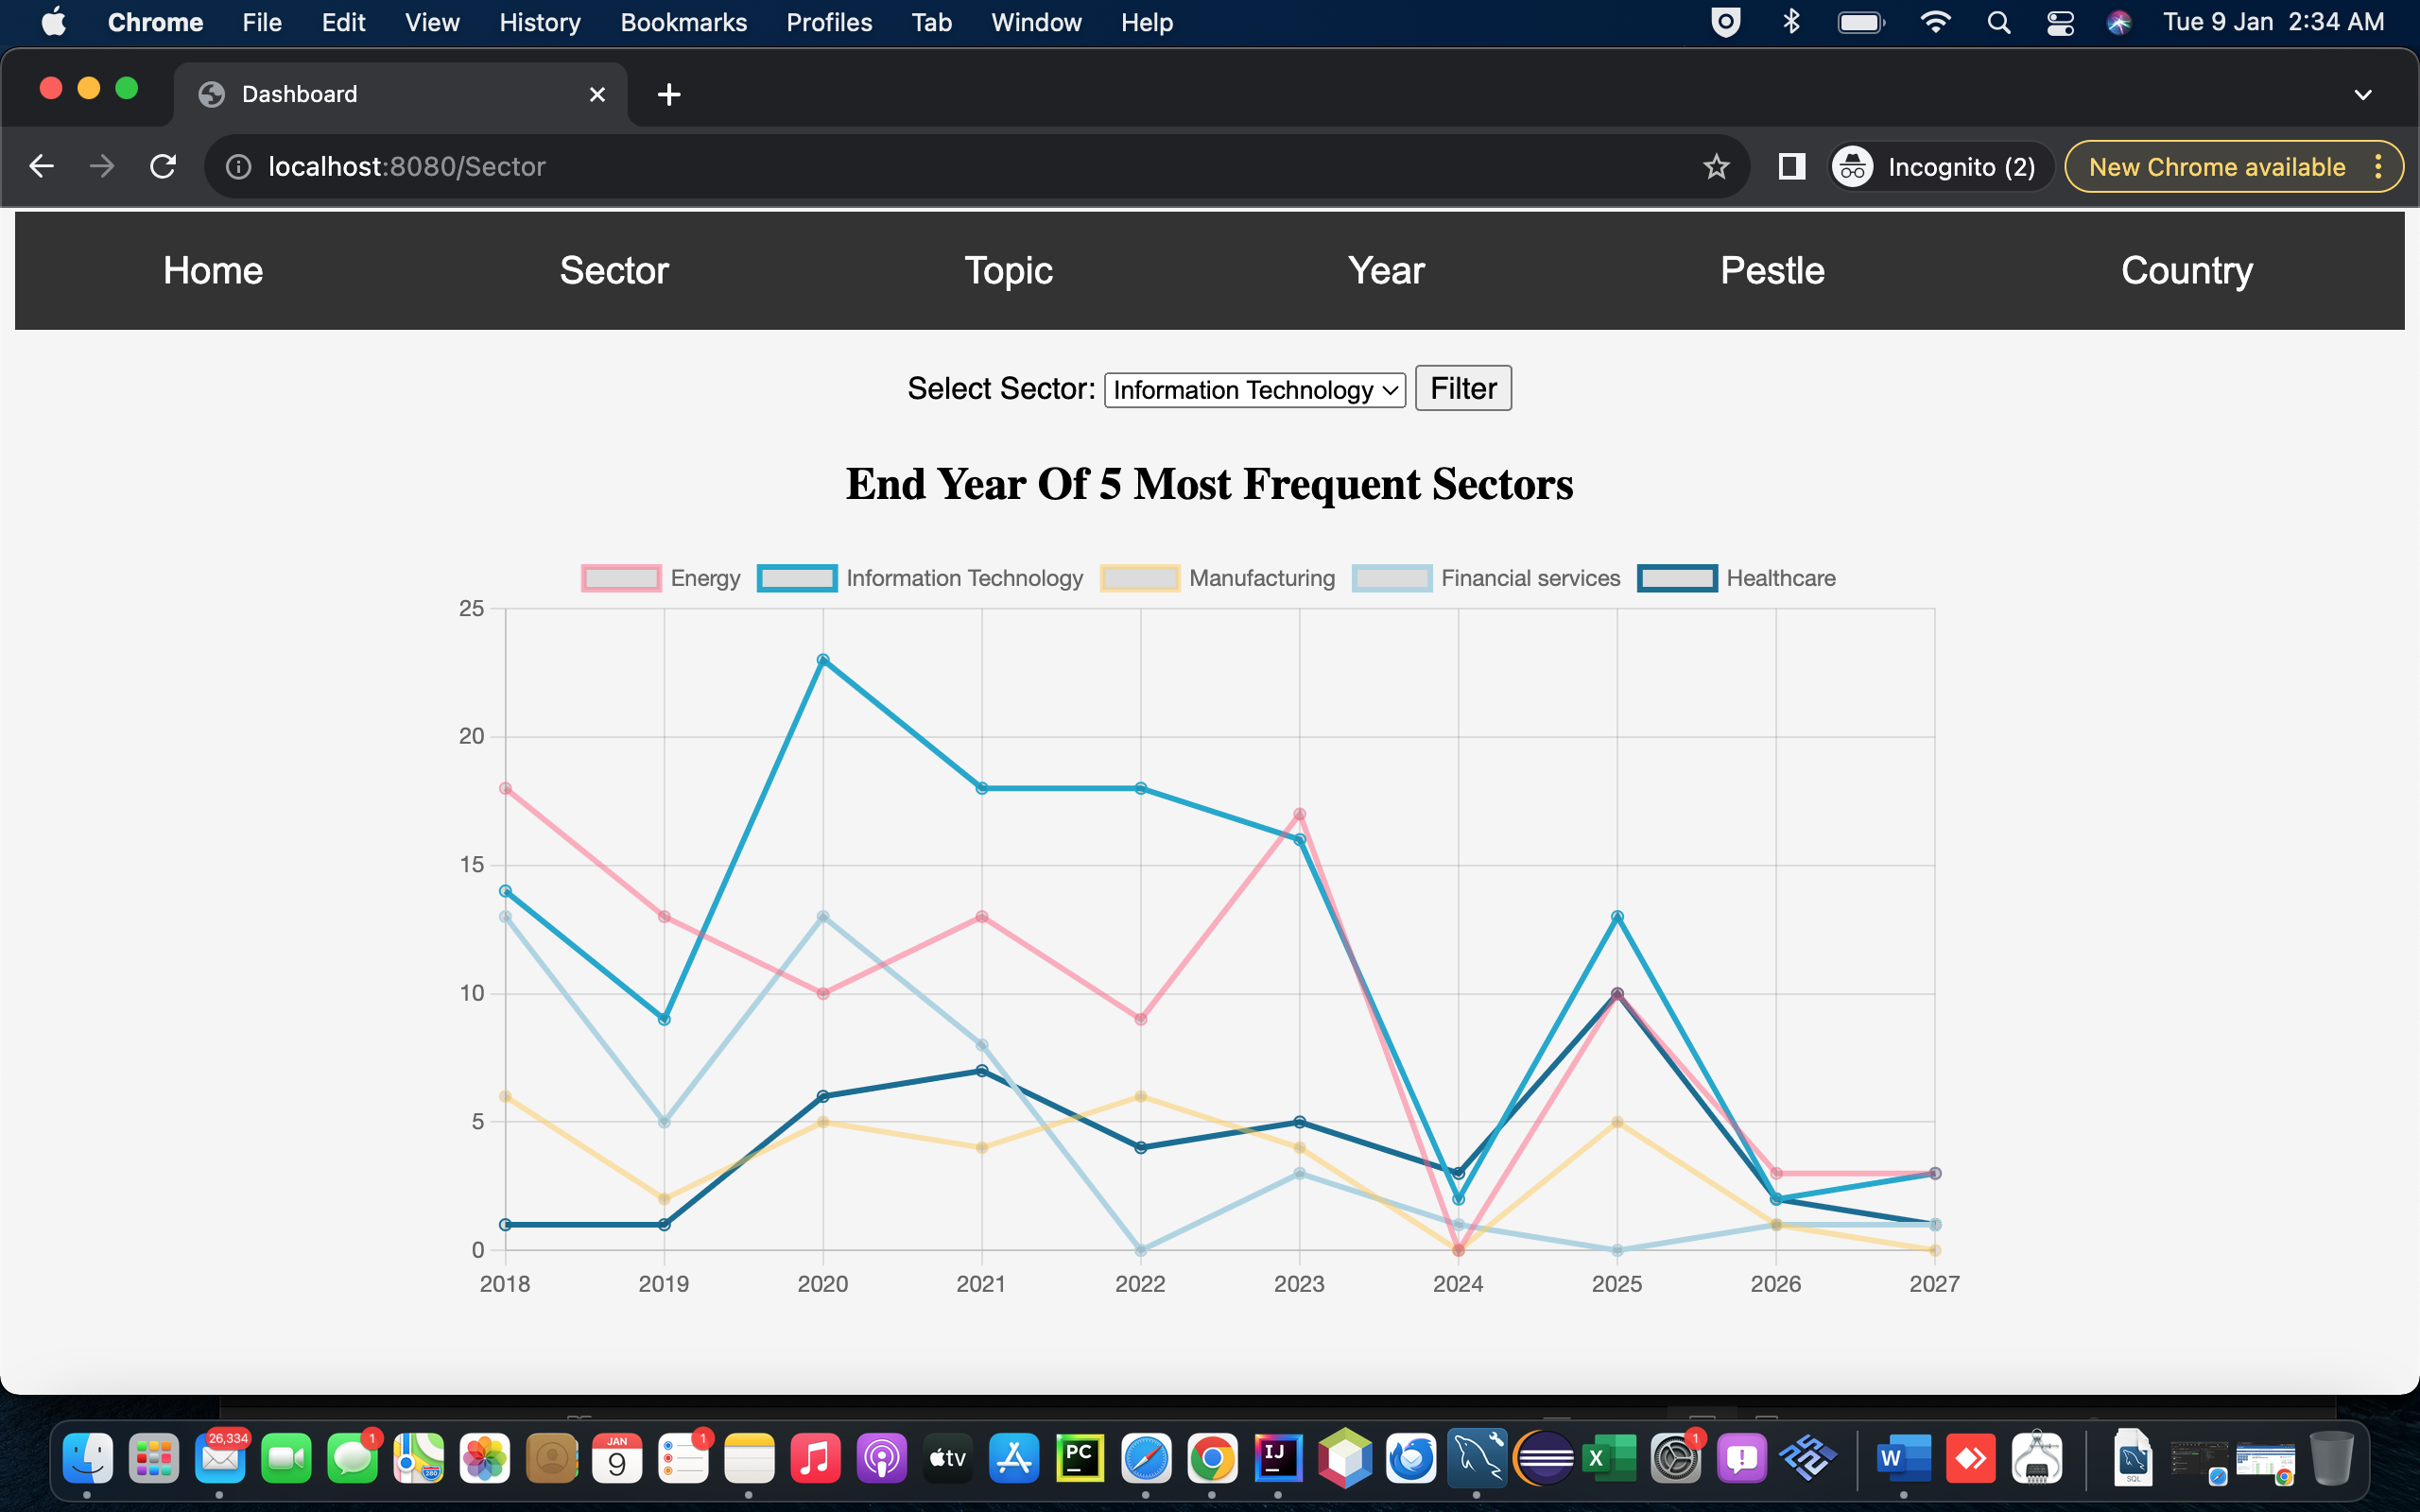 Chrome File Edit View History Bookmarks Profiles Tab Window Help Tue 9 Jan 2:34 AM
Dashboard
localhost:8080/Sector Incognito (2) New Chrome available
Home Sector Topic Year Pestle Country
Select Sector: Information Technology Filter
End Year Of 5 Most Frequent Sectors
Energy Information Technology Manufacturing Financial services Healthcare
25
20
15
10
5
0
2018 2019 2020 2021 2022 2023 2024 2025 2026 2027
26,334 1 280 JAN 9 1 tv PC IJ X 1 W SQL